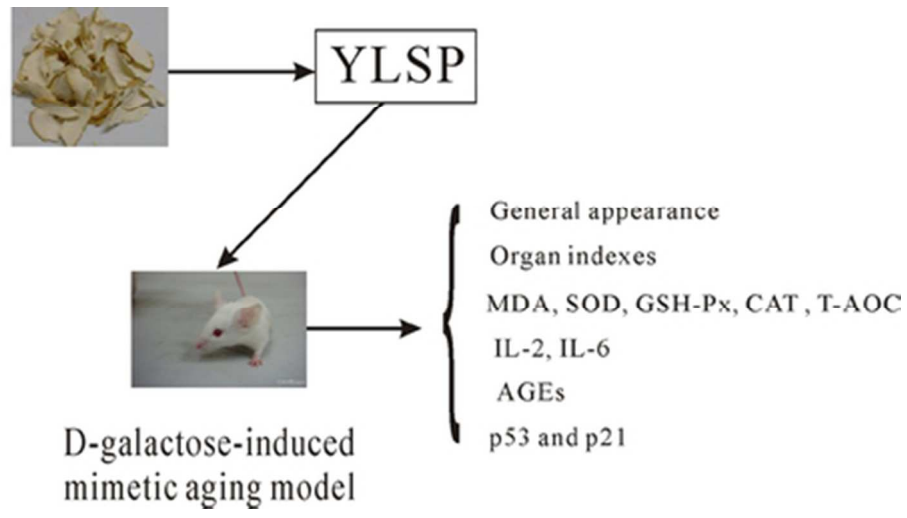 YLSP
General appearance
Organ indexes
MDA, SOD, GSH-Px, CAT , T-AOC
IL-2, IL-6
AGEs
p53 and p21
D-galactose-induced
mimetic aging model